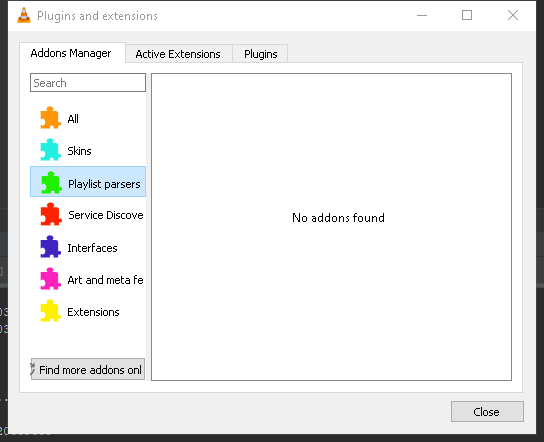 Plugins and extensions
Addons Manager
Active Extensions
Plugins
Search
All
Skins
Playlist parsers
Service Discove
Interfaces
Art and meta fe
Extensions
No addons found
Find more addons onl
Close